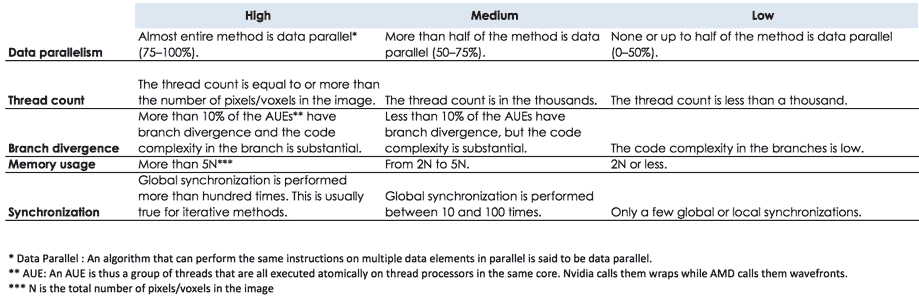 High Medium Low
Almost entire method is data parallel* More than half of the method is data None or up to half of the method is data parallel
Data parallelism (75–100%). parallel (50–75%). (0–50%).
The thread count is equal to or more than
Thread count the number of pixels/voxels in the image. The thread count is in the thousands. The thread count is less than a thousand.
More than 10% of the AUEs** have Less than 10% of the AUEs have
branch divergence and the code branch divergence, but the code
Branch divergence complexity in the branch is substantial. complexity is substantial. The code complexity in the branches is low.
Memory usage More than 5N*** From 2N to 5N. 2N or less.
Global synchronization is performed
more than hundred times. This is usually Global synchronization is performed
Synchronization true for iterative methods. between 10 and 100 times. Only a few global or local synchronizations.
* Data Parallel : An algorithm that can perform the same instructions on multiple data elements in parallel is said to be data parallel.
** AUE: An AUE is thus a group of threads that are all executed atomically on thread processors in the same core. Nvidia calls them wraps while AMD calls them wavefronts.
*** N is the total number of pixels/voxels in the image